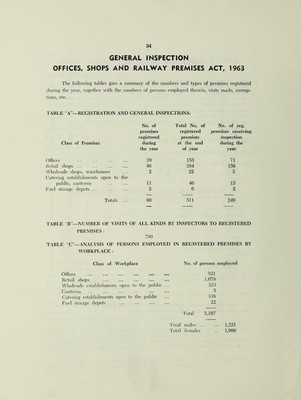 54
GENERAL INSPECTION
OFFICES, SHOPS AND RAILWAY PREMISES ACT, 1963
The following tables give a summary of the numbers and types of premises registered
during the year, together with the numbers of persons employed therein, visits made, exemp-
tions, etc.
TABLE "A"—REGISTRATION AND GENERAL INSPECTIONS:
Class of Premises No. of premises registered during the year Total No. of registered premises at the end of year No. of reg. premises receiving inspection during the year
Offices ... ... ... ... 19 155 71
Retail shops ... ... ... 46 156
Wholesale shops, warehouses 2 22 5
Catering establishments open to the
public, canteens ... ... 11 40 15
Fuel storage depots ... ... 2 2
Totals ... 80 511 249
TABLE "B"—NUMBER OF VISITS OF ALL KINDS BY INSPECTORS TO REGISTERED
PREMISES:
780
TABLE "C"—ANALYSIS OF PERSONS EMPLOYED IN REGISTERED PREMISES BY
WORKPLACE:
Class of Workplace No. of persons employed
Offices ... ... ... ... ... ... 921
Retail shops ... ... ... ... ... 1,678
Wholesale establishments open to the public ... 223
Canteens ... ... ... ... ... 5
Catering establishments open to the public ... 338
Fuel storage depots ... ... ... ... 22
Total 3,187
Total males ... ... 1,221
Total females ... 1,966